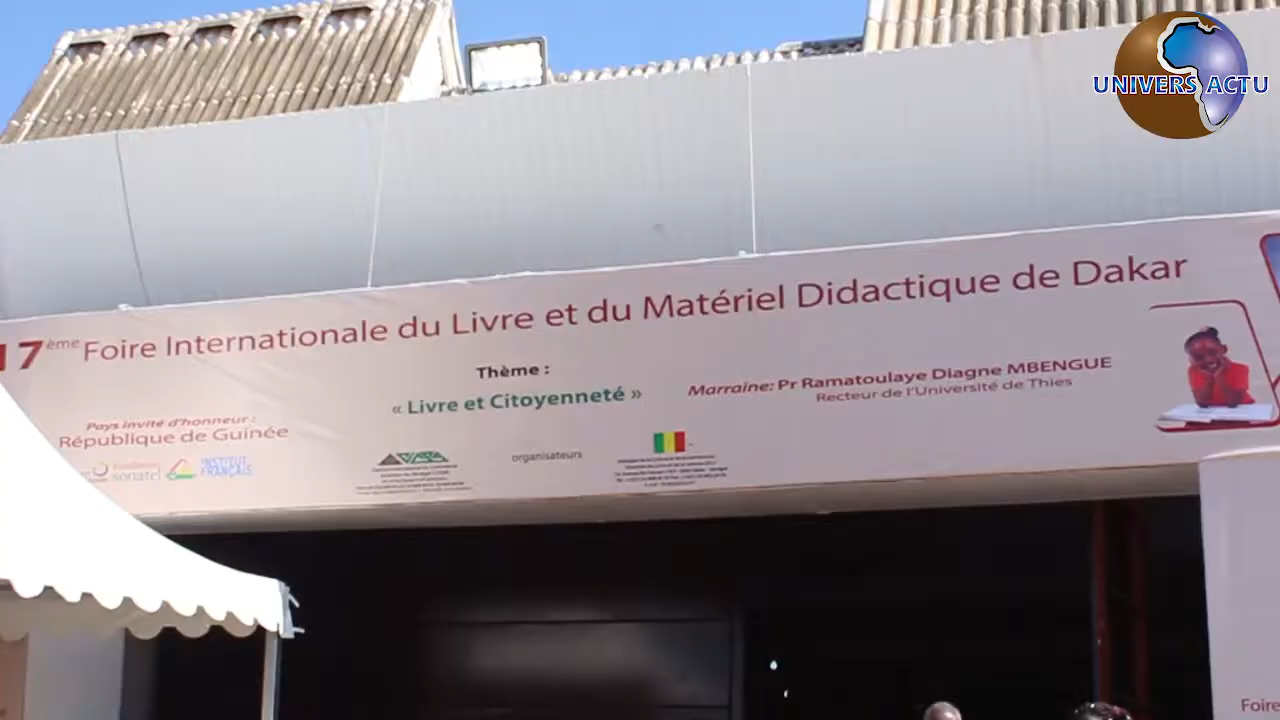 UNIVERS ACTU
17ème Foire Internationale du Livre et du Matériel Didactique de Dakar
Thème :
« Livre et Citoyenneté »
Marraine: Pr Ramatoulaye Diagne MBENGUE
Recteur de l'Université de Thies
Pays invité d'honneur :
République de Guinée
sonatel
INSTITUT
FRANÇAIS
organisateurs
Foire